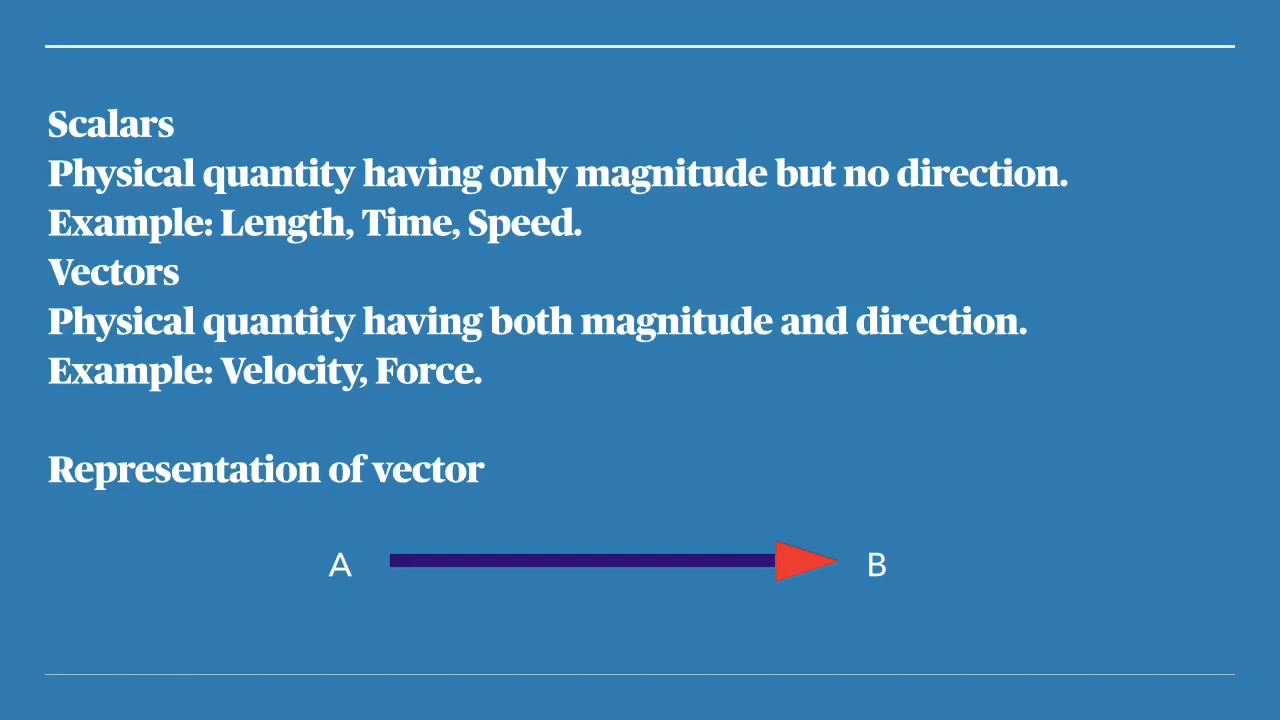 Scalars
Physical quantity having only magnitude but no direction.
Example: Length, Time, Speed.
Vectors
Physical quantity having both magnitude and direction.
Example: Velocity, Force.
Representation of vector
A B